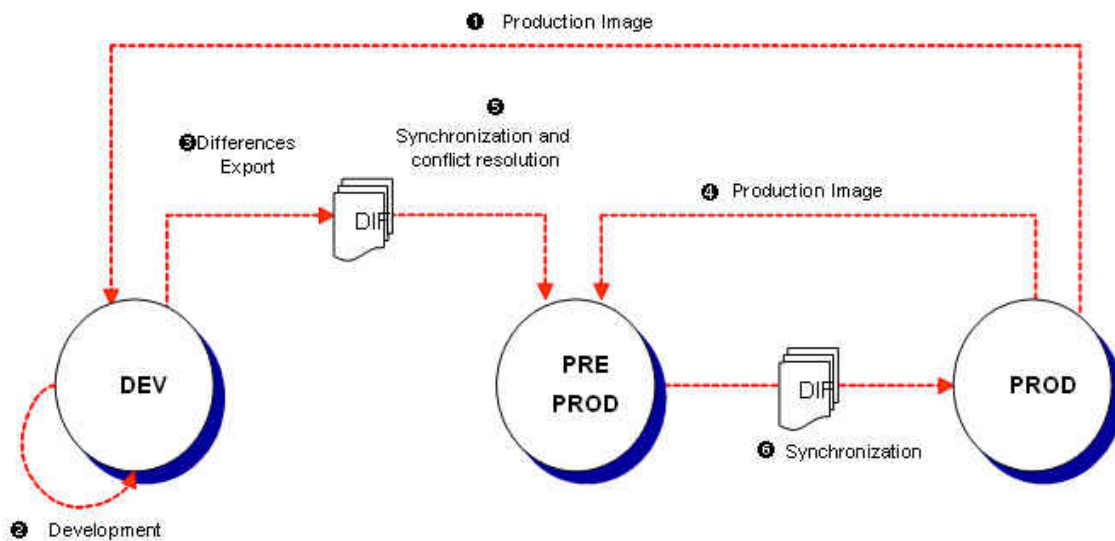 ❶ Production Image
❺
Synchronization and
conflict resolution
❸Differences
Export
DIF
❹ Production Image
DEV
PRE
PROD
DIF
PROD
❻ Synchronization
❷ Development